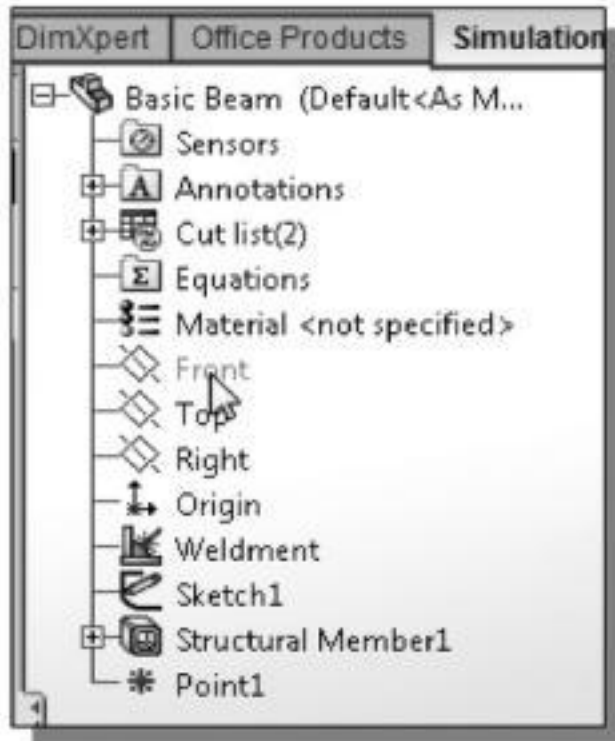 DimXpert Office Products Simulation
Basic Beam (Default<As M...
Sensors
A Annotations
Cut list(2)
Σ Equations
Material <not specified>
Front
Top
Right
Origin
Weldment
Sketch1
Structural Member1
Point1